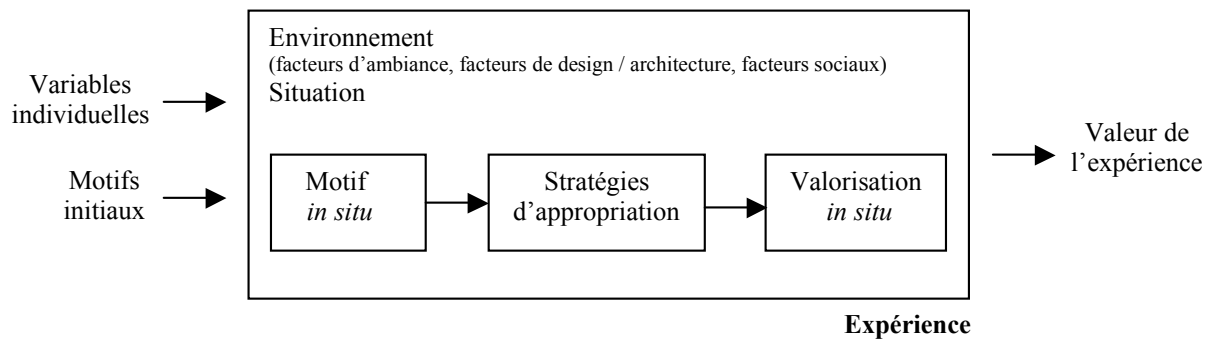 Environnement
(facteurs d’ambiance, facteurs de design / architecture, facteurs sociaux)
Situation
Variables
individuelles
Motifs
initiaux
Motif
in situ
Stratégies
d’appropriation
Valorisation
in situ
Valeur de
l’expérience
Expérience